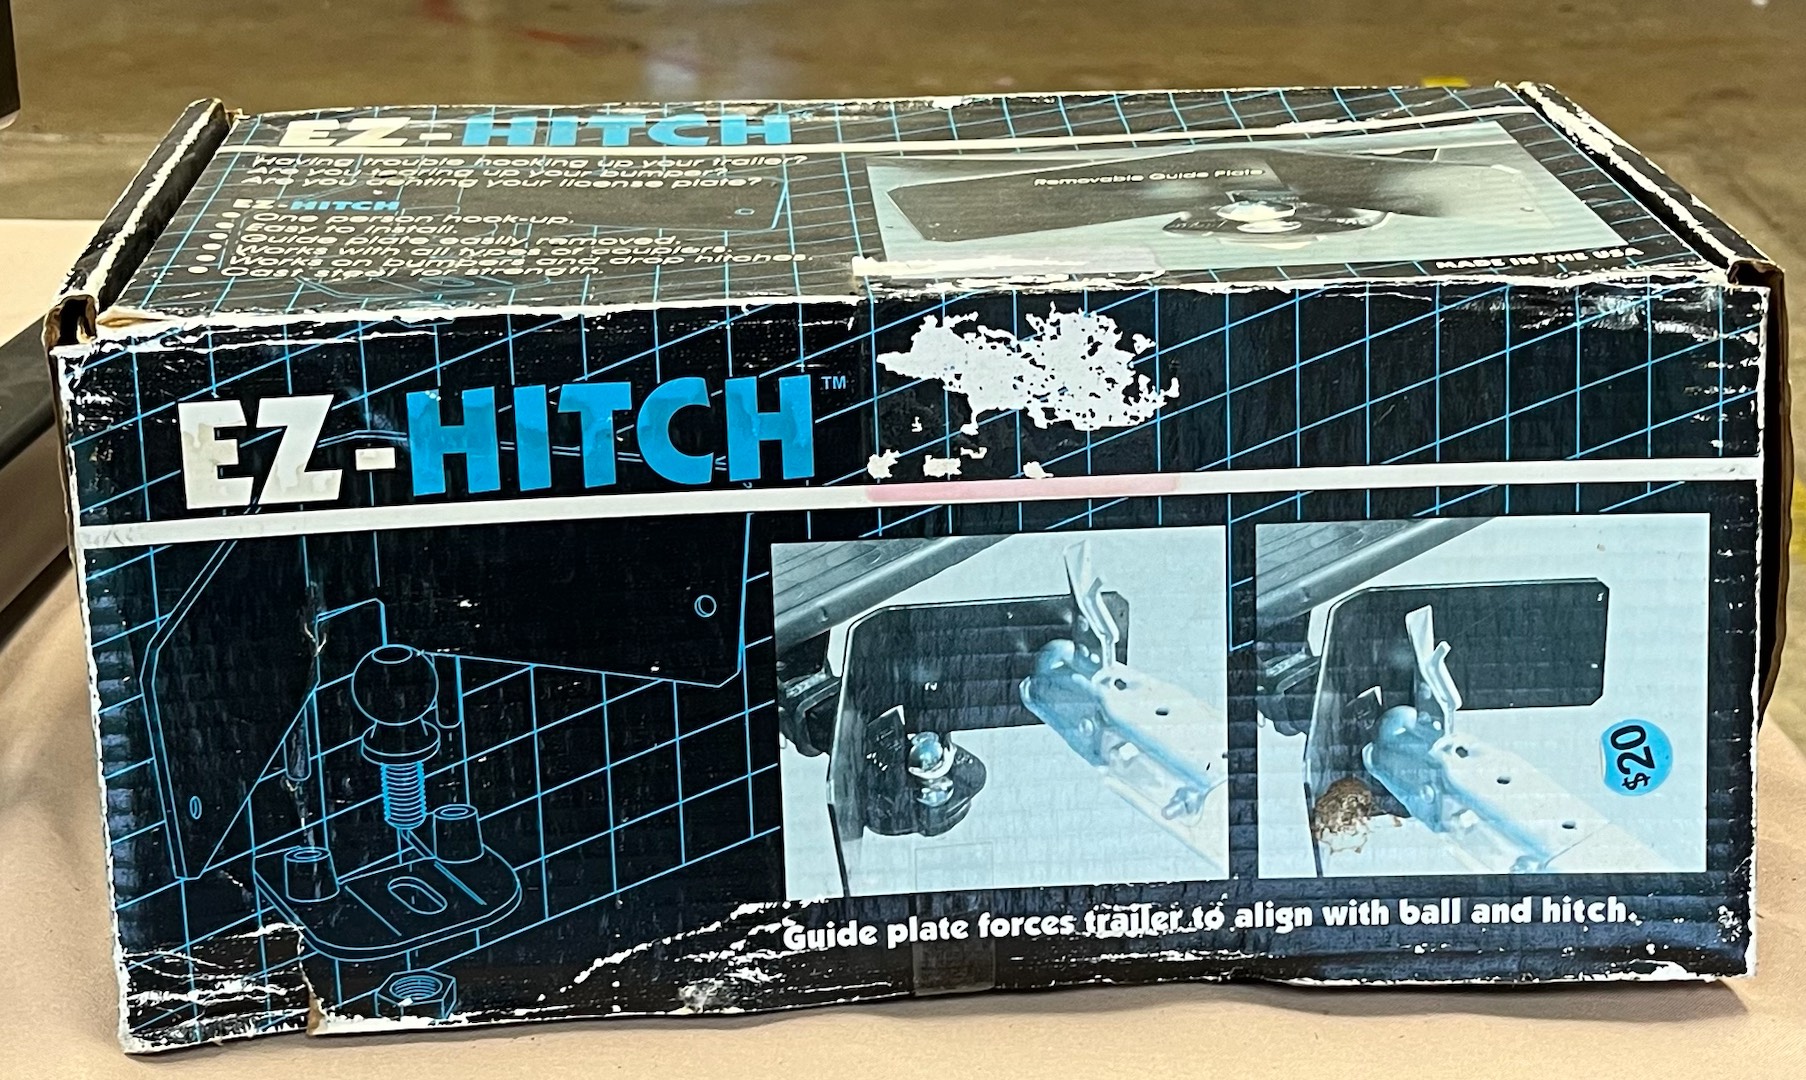 EZ-HITCH
Having trouble hooking up your trailer?
Are you tearing up your bumper?
Are you denting your license plate?
EZ-HITCH
• One person hook-up.
• Easy to install.
• Guide plate easily removed.
• Works with all types of couplers.
• Works on bumpers and drop hitches.
• Cast steel for strength.
Removable Guide Plate
MADE IN THE USA
EZ-HITCH™
$20
Guide plate forces trailer to align with ball and hitch.